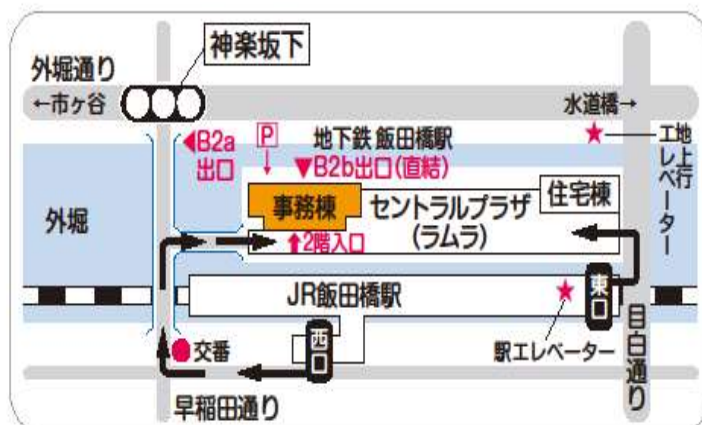 神楽坂下
外堀通り
←市ヶ谷
水道橋→
◀B2a
出口
P
地下鉄 飯田橋駅
▼B2b出口(直結)
★
地上行
エレベーター
外堀
事務棟
セントラルプラザ
(ラムラ)
住宅棟
⬆2階入口
JR飯田橋駅
★
東口
駅エレベーター
目白通り
交番
西口
早稲田通り